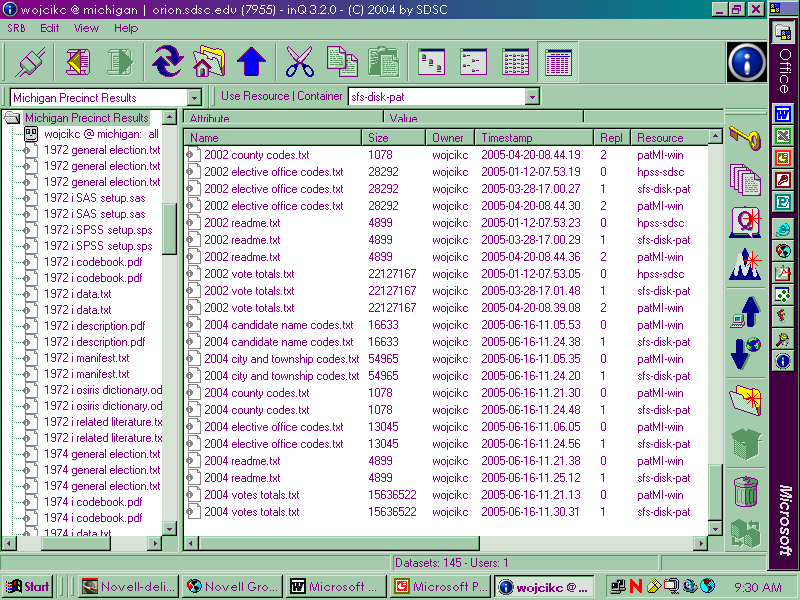 wojcikc @ michigan | orion.sdsc.edu (7955) - inQ 3.2.0 - (C) 2004 by SDSC
SRB Edit View Help
Office
Michigan Precinct Results
Use Resource | Container sfs-disk-pat
Michigan Precinct Results
wojcikc @ michigan: all
1972 general election.txt
1972 general election.txt
1972 general election.txt
1972 i SAS setup.sas
1972 i SAS setup.sas
1972 i SPSS setup.sps
1972 i SPSS setup.sps
1972 i codebook.pdf
1972 i codebook.pdf
1972 i data.txt
1972 i data.txt
1972 i description.pdf
1972 i description.pdf
1972 i manifest.txt
1972 i manifest.txt
1972 i osiris dictionary.od
1972 i osiris dictionary.od
1972 i related literature.tx
1972 i related literature.tx
1974 general election.txt
1974 general election.txt
1974 general election.txt
1974 i codebook.pdf
1974 i codebook.pdf
1974 i data.txt
Attribute Value
Name Size Owner Timestamp Repl Resource
2002 county codes.txt 1078 wojcikc 2005-04-20-08.44.19 2 patMI-win
2002 elective office codes.txt 28292 wojcikc 2005-01-12-07.53.19 0 hpss-sdsc
2002 elective office codes.txt 28292 wojcikc 2005-03-28-17.00.27 1 sfs-disk-pat
2002 elective office codes.txt 28292 wojcikc 2005-04-20-08.44.30 2 patMI-win
2002 readme.txt 4899 wojcikc 2005-01-12-07.53.23 0 hpss-sdsc
2002 readme.txt 4899 wojcikc 2005-03-28-17.00.29 1 sfs-disk-pat
2002 readme.txt 4899 wojcikc 2005-04-20-08.44.36 2 patMI-win
2002 vote totals.txt 22127167 wojcikc 2005-01-12-07.53.05 0 hpss-sdsc
2002 vote totals.txt 22127167 wojcikc 2005-03-28-17.01.48 1 sfs-disk-pat
2002 vote totals.txt 22127167 wojcikc 2005-04-20-08.39.08 2 patMI-win
2004 candidate name codes.txt 16633 wojcikc 2005-06-16-11.05.53 0 patMI-win
2004 candidate name codes.txt 16633 wojcikc 2005-06-16-11.24.38 1 sfs-disk-pat
2004 city and township codes.txt 54965 wojcikc 2005-06-16-11.05.35 0 patMI-win
2004 city and township codes.txt 54965 wojcikc 2005-06-16-11.24.20 1 sfs-disk-pat
2004 county codes.txt 1078 wojcikc 2005-06-16-11.21.30 0 patMI-win
2004 county codes.txt 1078 wojcikc 2005-06-16-11.24.48 1 sfs-disk-pat
2004 elective office codes.txt 13045 wojcikc 2005-06-16-11.06.05 0 patMI-win
2004 elective office codes.txt 13045 wojcikc 2005-06-16-11.24.56 1 sfs-disk-pat
2004 readme.txt 4899 wojcikc 2005-06-16-11.21.38 0 patMI-win
2004 readme.txt 4899 wojcikc 2005-06-16-11.25.12 1 sfs-disk-pat
2004 votes totals.txt 15636522 wojcikc 2005-06-16-11.21.13 0 patMI-win
2004 votes totals.txt 15636522 wojcikc 2005-06-16-11.30.31 1 sfs-disk-pat
Microsoft
Datasets: 145 - Users: 1
Start Novell-deli... Novell Gro... Microsoft ... Microsoft P... wojcikc @ ... 9:30 AM